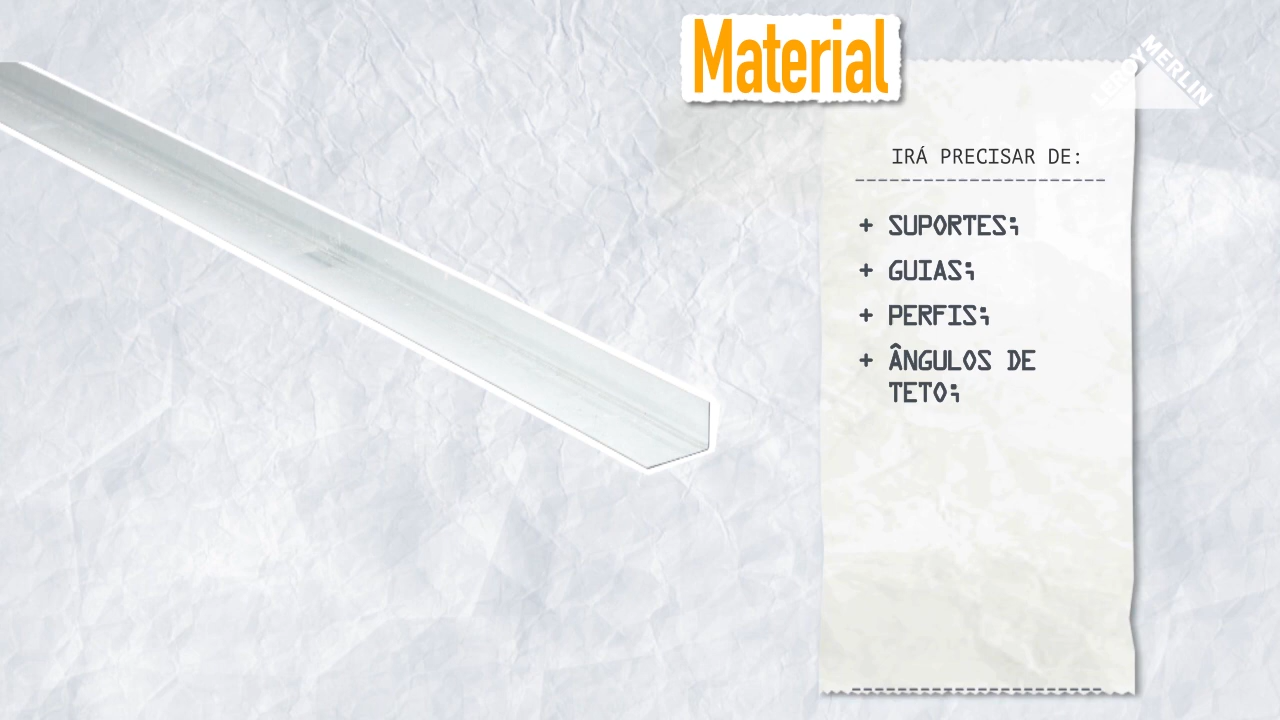 Material
LEROY MERLIN
IRÁ PRECISAR DE:
+ SUPORTES;
+ GUIAS;
+ PERFIS;
+ ÂNGULOS DE
TETO;